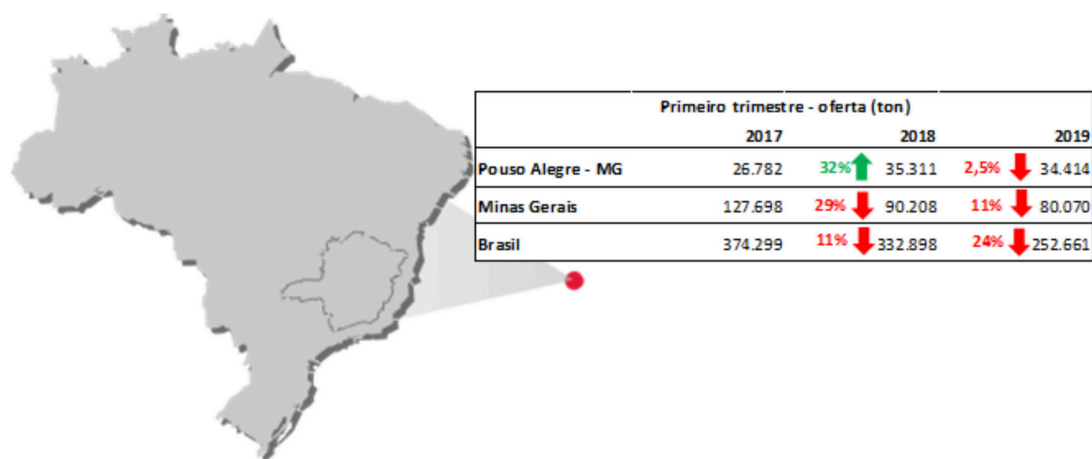 Primeiro trimestre - oferta (ton)
2017 2018 2019
Pouso Alegre - MG 26.782 32% 35.311 2,5% 34.414
Minas Gerais 127.698 29% 90.208 11% 80.070
Brasil 374.299 11% 332.898 24% 252.661